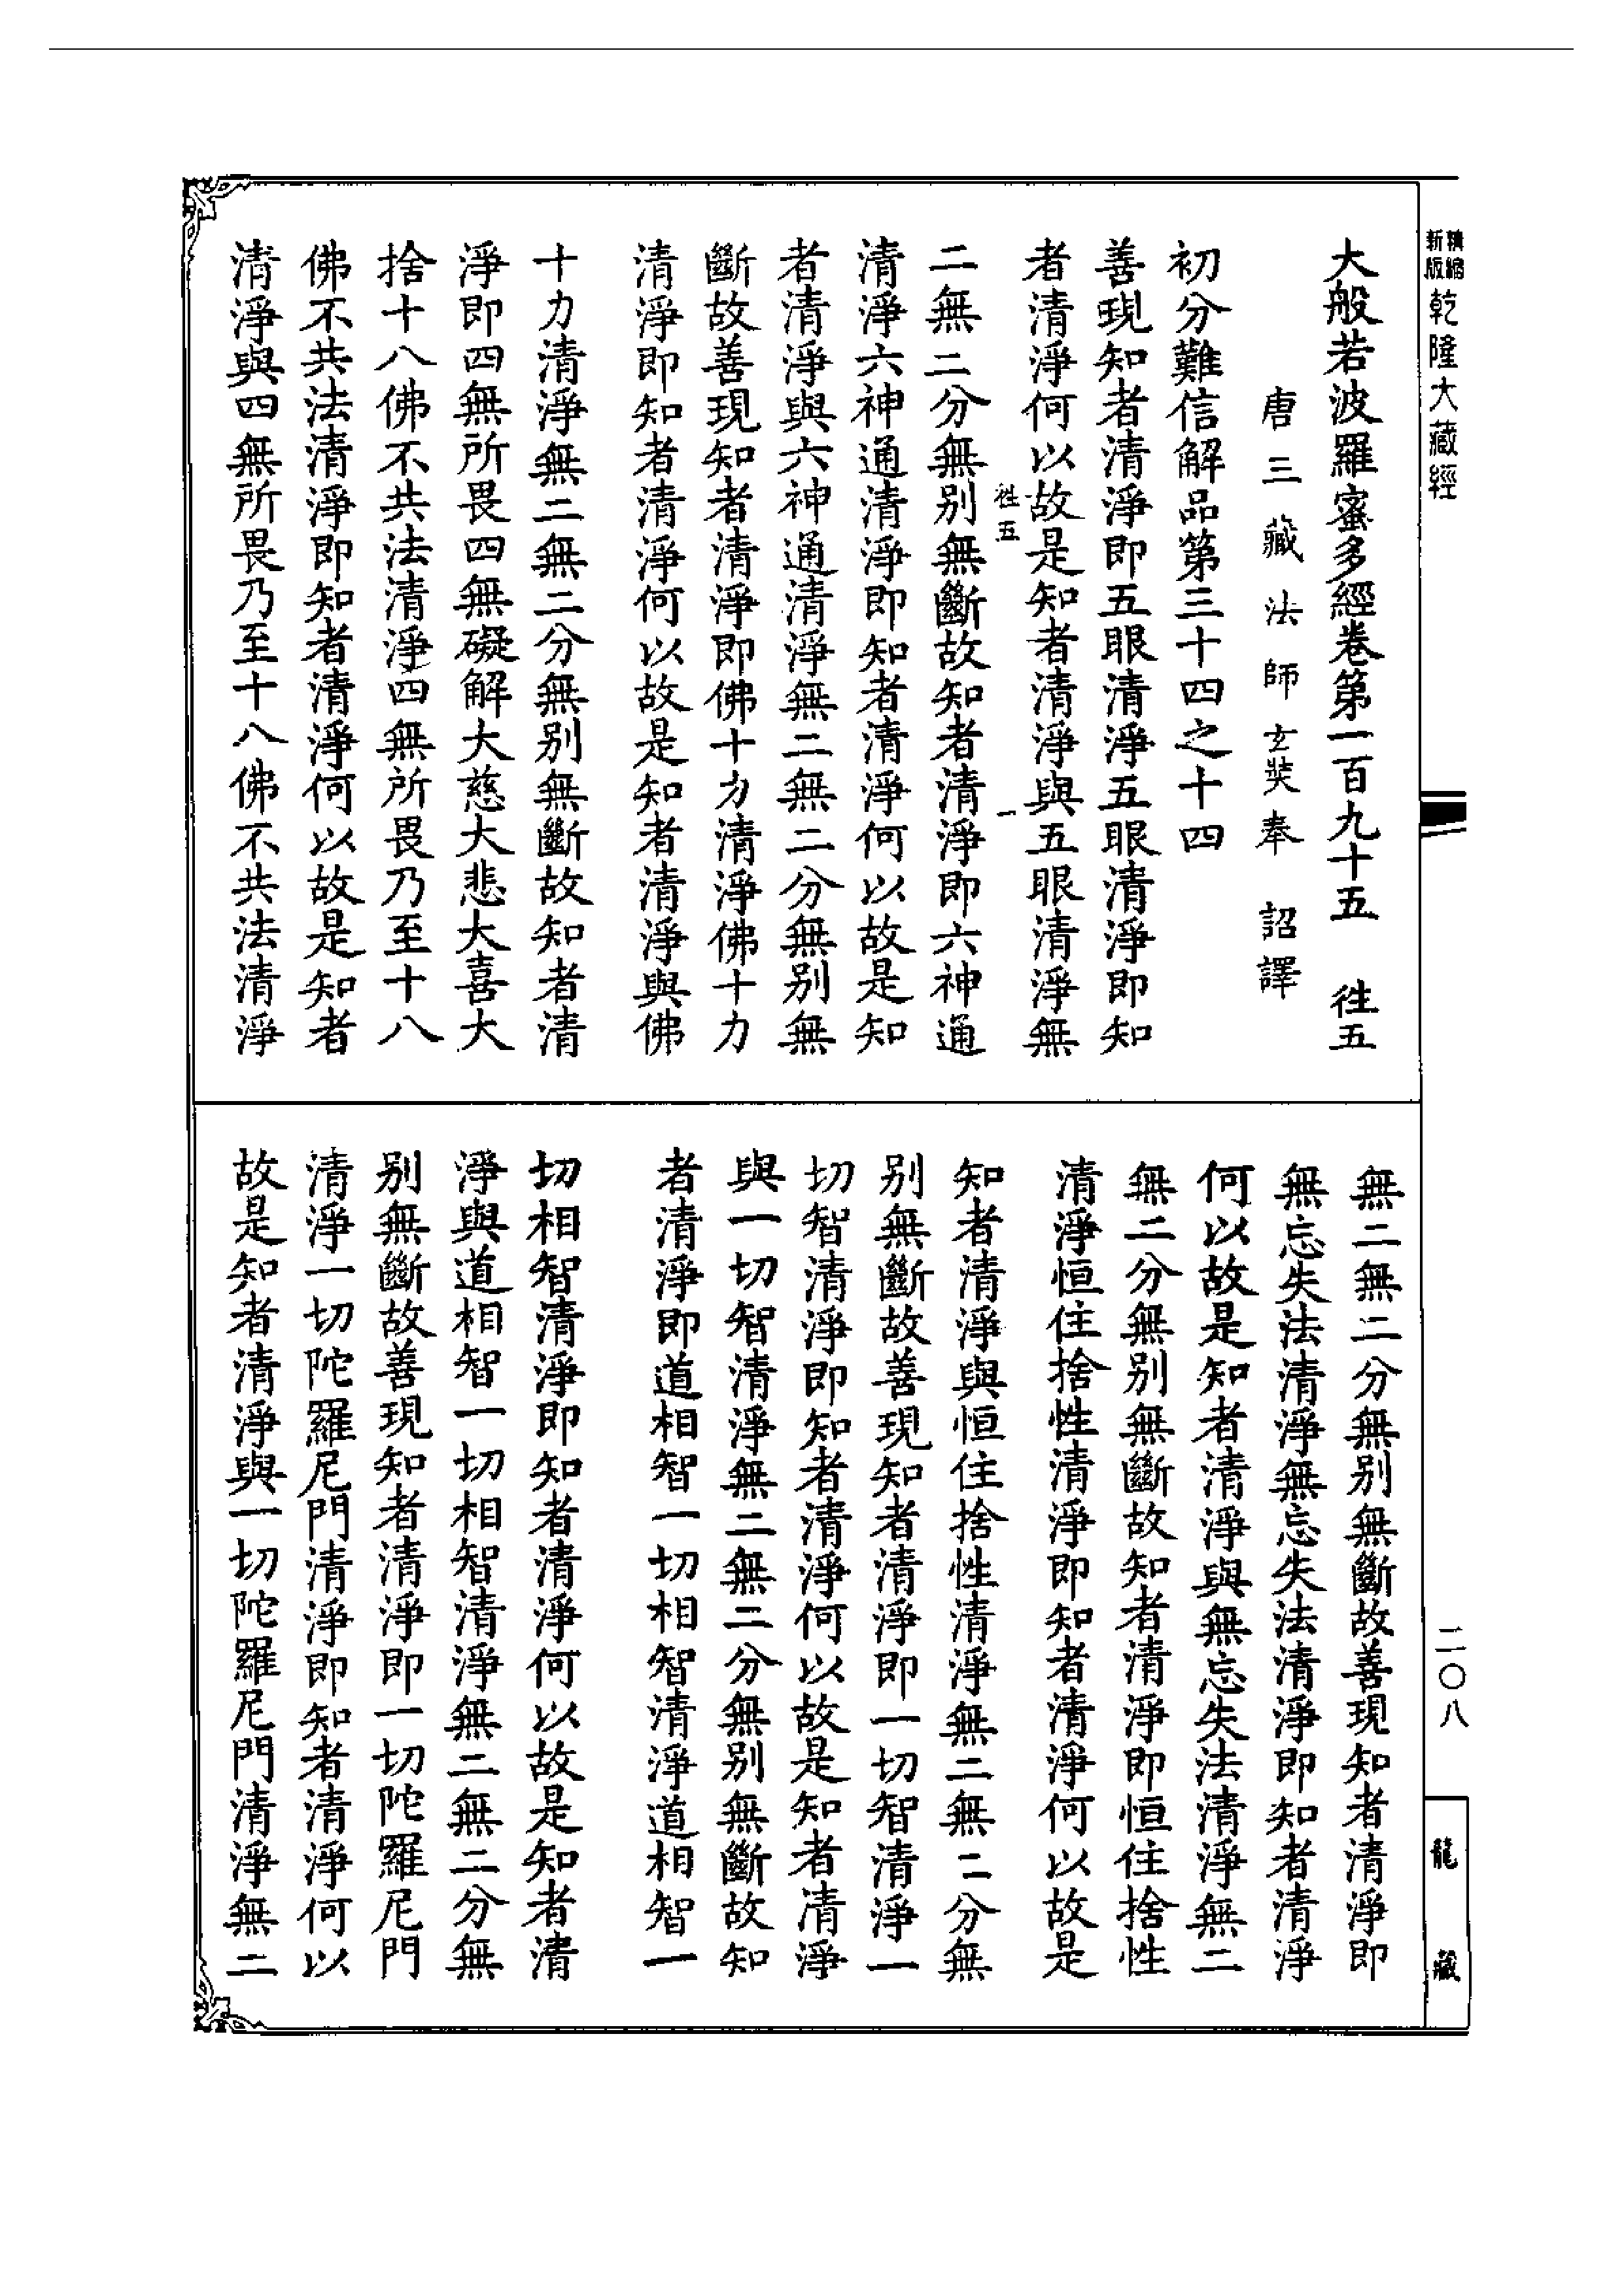 精縮新版乾隆大藏經
大般若波羅蜜多經卷第一百九十五 往五
唐三藏法師玄奘奉 詔譯
初分難信解品第三十四之十四
善現知者清淨即五眼清淨五眼清淨即知
者清淨何以故是知者清淨與五眼清淨無
往五 一
二無二分無別無斷故知者清淨即六神通
清淨六神通清淨即知者清淨何以故是知
者清淨與六神通清淨無二無二分無別無
斷故善現知者清淨即佛十力清淨佛十力
清淨即知者清淨何以故是知者清淨與佛
十力清淨無二無二分無別無斷故知者清
淨即四無所畏四無礙解大慈大悲大喜大
捨十八佛不共法清淨四無所畏乃至十八
佛不共法清淨即知者清淨何以故是知者
清淨與四無所畏乃至十八佛不共法清淨
無二無二分無別無斷故善現知者清淨即
無忘失法清淨無忘失法清淨即知者清淨
何以故是知者清淨與無忘失法清淨無二
無二分無別無斷故知者清淨即恒住捨性
清淨恒住捨性清淨即知者清淨何以故是
知者清淨與恒住捨性清淨無二無二分無
別無斷故善現知者清淨即一切智清淨一
切智清淨即知者清淨何以故是知者清淨
與一切智清淨無二無二分無別無斷故知
者清淨即道相智一切相智清淨道相智一
切相智清淨即知者清淨何以故是知者清
淨與道相智一切相智清淨無二無二分無
別無斷故善現知者清淨即一切陀羅尼門
清淨一切陀羅尼門清淨即知者清淨何以
故是知者清淨與一切陀羅尼門清淨無二
二〇八
龍藏